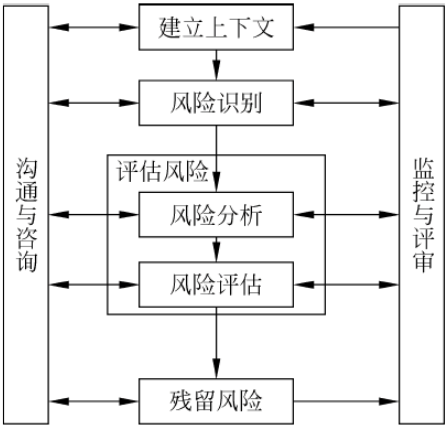 建立上下文
风险识别
评估风险
风险分析
风险评估
残留风险
沟通与咨询
监控与评审